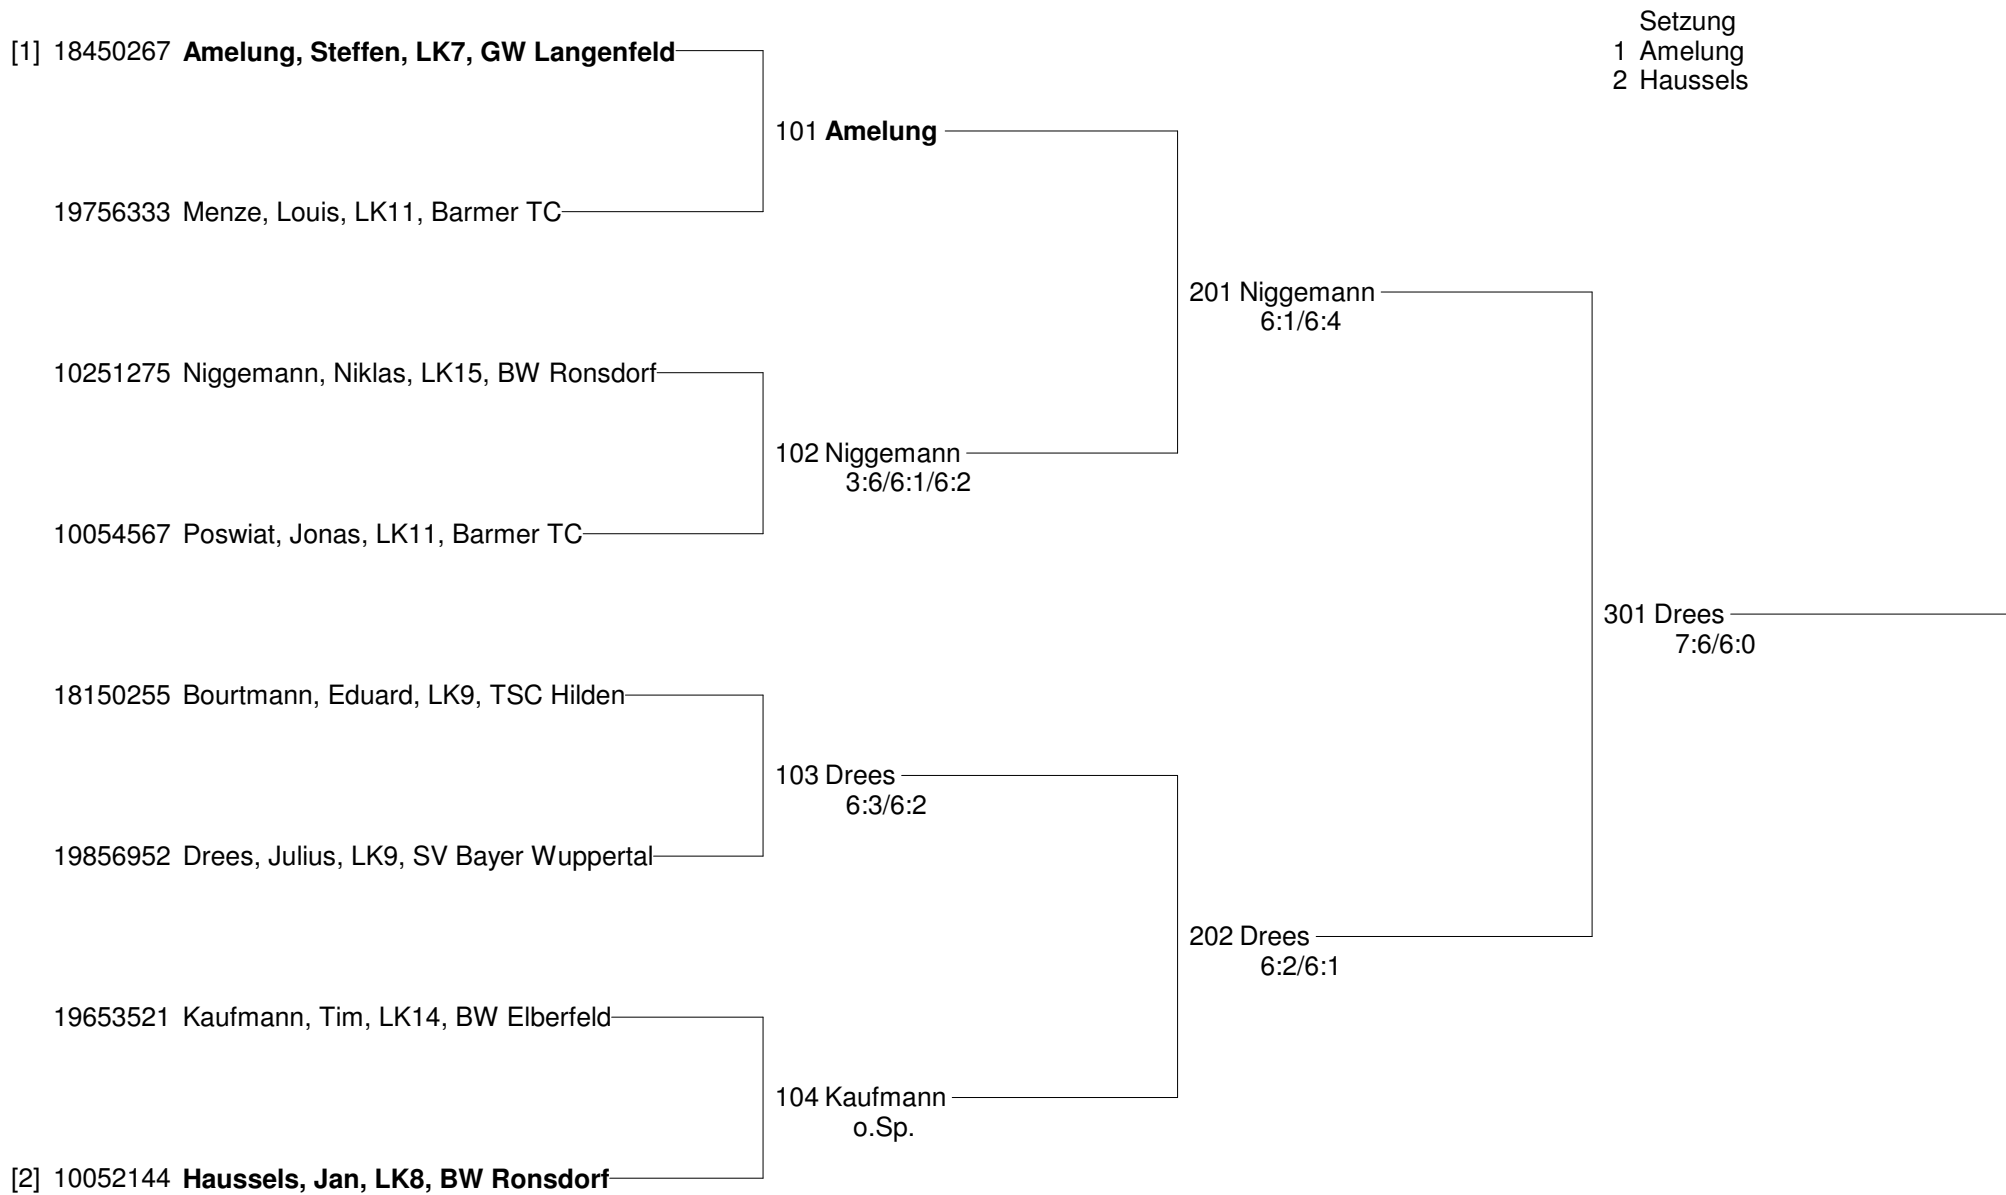 Setzung
1 Amelung
2 Haussels
[1] 18450267 Amelung, Steffen, LK7, GW Langenfeld
101 Amelung
19756333 Menze, Louis, LK11, Barmer TC
201 Niggemann
6:1/6:4
10251275 Niggemann, Niklas, LK15, BW Ronsdorf
102 Niggemann
3:6/6:1/6:2
10054567 Poswiat, Jonas, LK11, Barmer TC
301 Drees
7:6/6:0
18150255 Bourtmann, Eduard, LK9, TSC Hilden
103 Drees
6:3/6:2
19856952 Drees, Julius, LK9, SV Bayer Wuppertal
202 Drees
6:2/6:1
19653521 Kaufmann, Tim, LK14, BW Elberfeld
104 Kaufmann
o.Sp.
[2] 10052144 Haussels, Jan, LK8, BW Ronsdorf